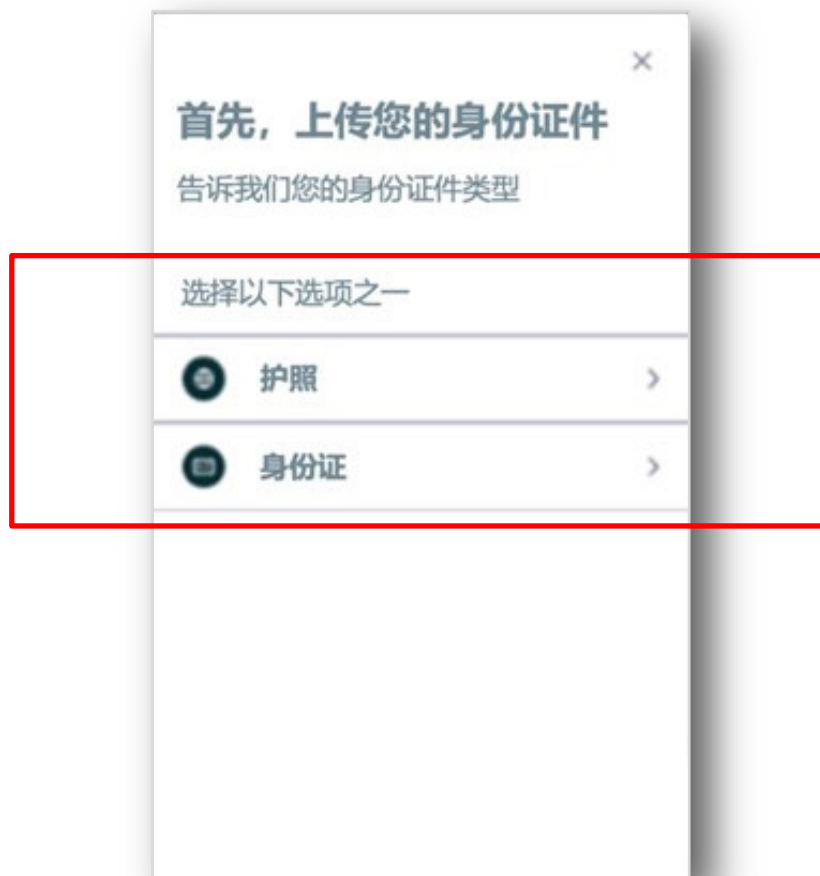 首先，上传您的身份证件
告诉我们您的身份证件类型
选择以下选项之一
护照
身份证